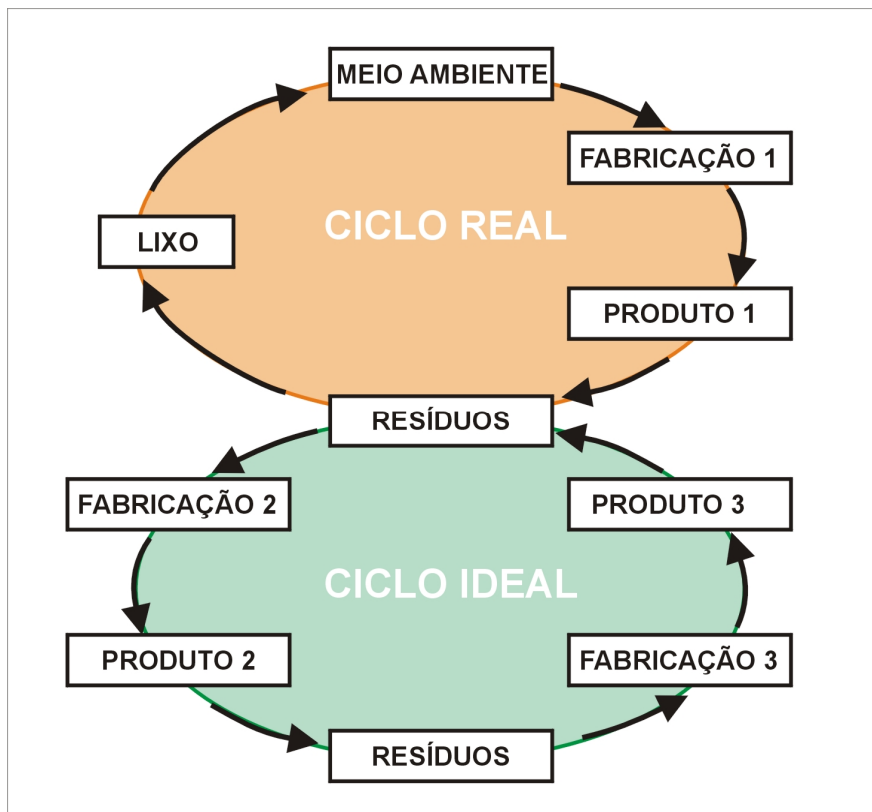 MEIO AMBIENTE
FABRICAÇÃO 1
CICLO REAL
LIXO
PRODUTO 1
RESÍDUOS
FABRICAÇÃO 2
PRODUTO 3
CICLO IDEAL
PRODUTO 2
FABRICAÇÃO 3
RESÍDUOS